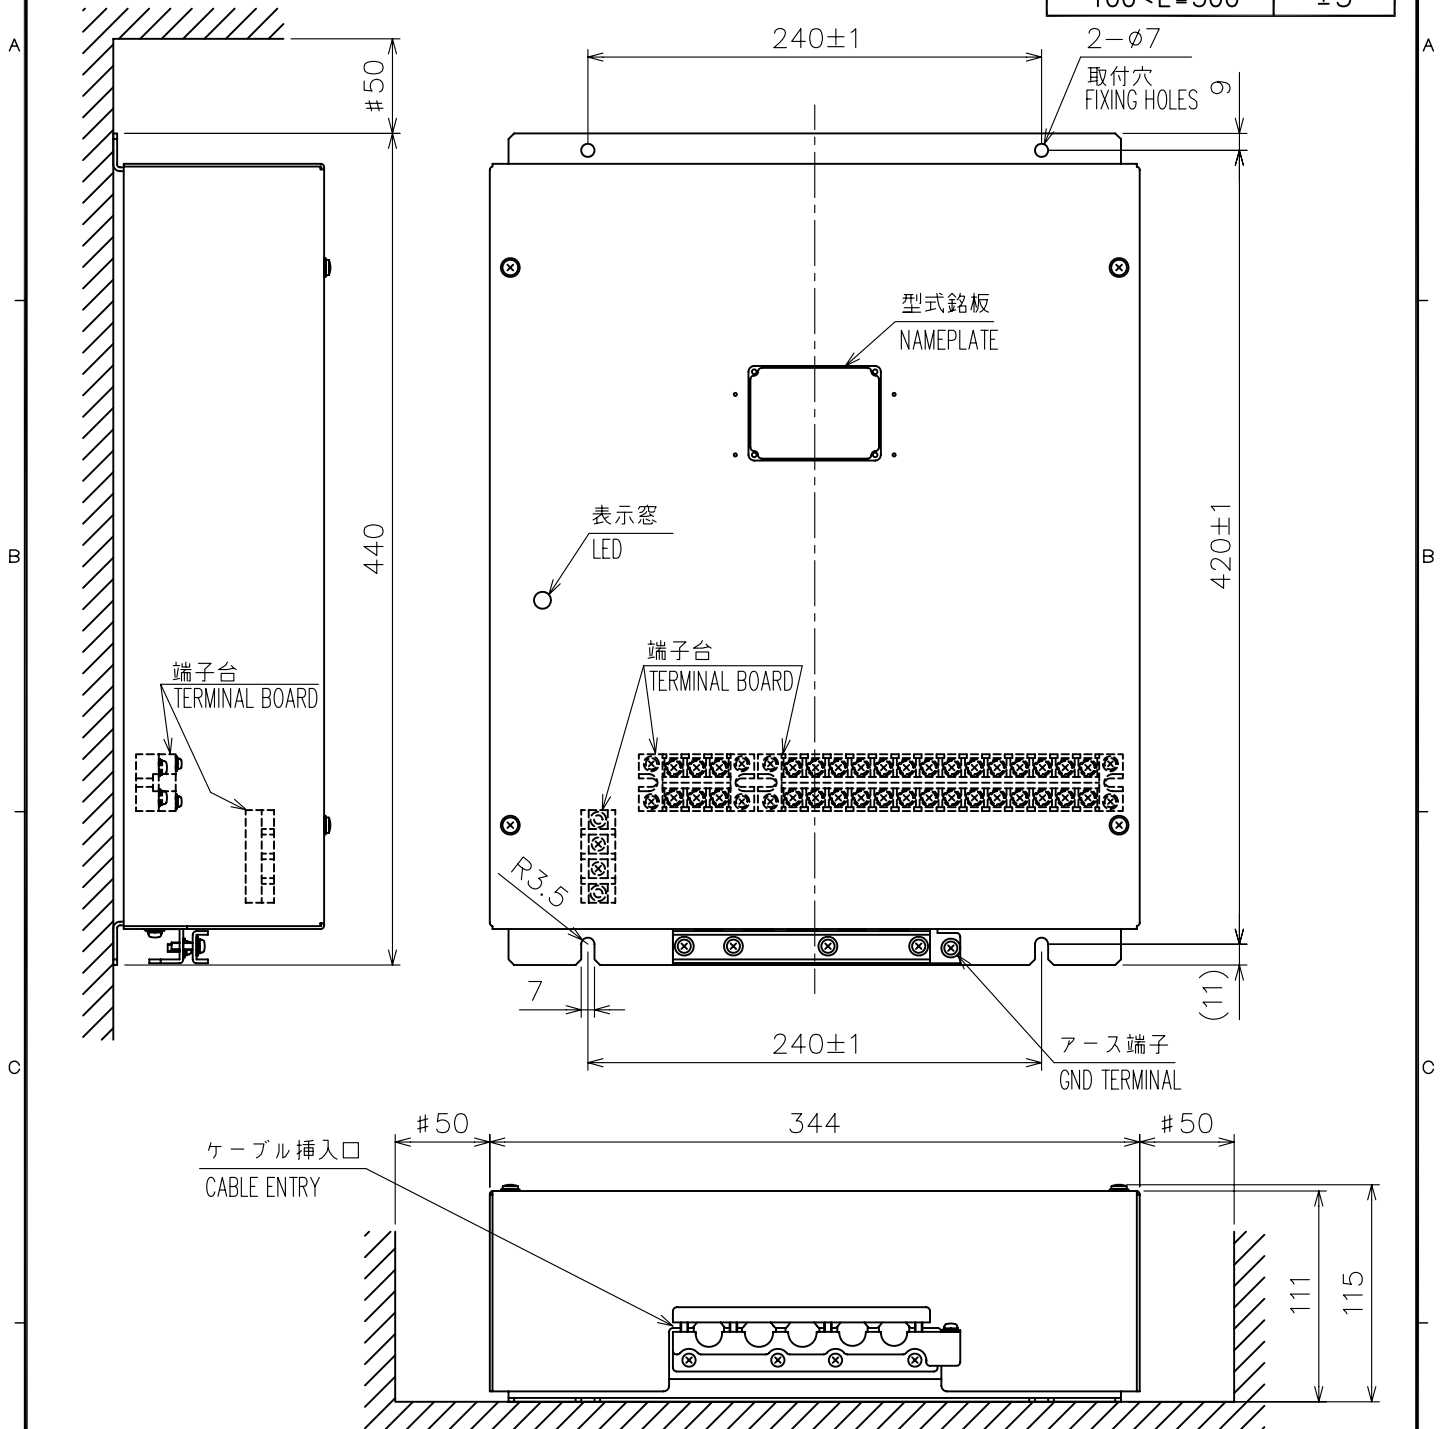 A
240±1
2-φ7
取付穴
FIXING HOLES
9
A
#50
型式銘板
NAMEPLATE
表示窓
LED
440
420±1
B
B
端子台
TERMINAL BOARD
端子台
TERMINAL BOARD
R3.5
7
(11)
240±1
アース端子
GND TERMINAL
C
C
#50
344
#50
ケーブル挿入口
CABLE ENTRY
111
115